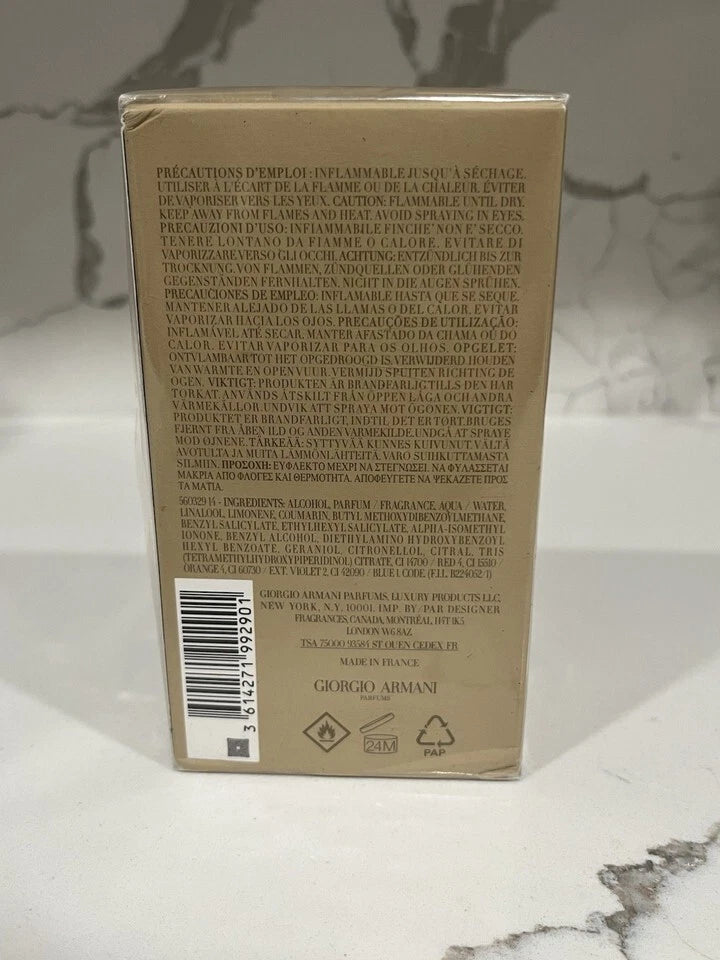 PRÉCAUTIONS D'EMPLOI : INFLAMMABLE JUSQU'À SÉCHAGE.
UTILISER À L'ÉCART DE LA FLAMME OU DE LA CHALEUR. ÉVITER
DE VAPORISER VERS LES YEUX. CAUTION: FLAMMABLE UNTIL DRY.
KEEP AWAY FROM FLAMES AND HEAT. AVOID SPRAYING IN EYES.
PRECAUZIONI D'USO: INFIAMMABILE FINCHE' NON E' SECCO.
TENERE LONTANO DA FIAMME O CALORE. EVITARE DI
VAPORIZZARE VERSO GLI OCCHI. ACHTUNG: ENTZÜNDLICH BIS ZUR
TROCKNUNG. VON FLAMMEN, ZÜNDQUELLEN ODER GLÜHENDEN
GEGENSTÄNDEN FERNHALTEN. NICHT IN DIE AUGEN SPRÜHEN.
PRECAUCIONES DE EMPLEO: INFLAMABLE HASTA QUE SE SEQUE.
MANTENER ALEJADO DE LAS LLAMAS O DEL CALOR. EVITAR
VAPORIZAR HACIA LOS OJOS. PRECAUÇÕES DE UTILIZAÇÃO:
INFLAMÁVEL ATÉ SECAR. MANTER AFASTADO DA CHAMA OÙ DO
CALOR. EVITAR VAPORIZAR PARA OS OLHOS. OPGELET:
ONTVLAMBAAR TOT HET OPGEDROOGD IS. VERWIJDERD HOUDEN
VAN WARMTE EN OPEN VUUR. VERMIJD SPUITEN RICHTING DE
OGEN. VIKTIGT: PRODUKTEN ÄR BRANDFARLIG TILLS DEN HAR
TORKAT. ANVÄNDS ÅTSKILT FRÅN ÖPPEN LÅGA OCH ANDRA
VÄRMEKÄLLOR. UNDVIK ATT SPRAYA MOT ÖGONEN. VIGTIGT:
PRODUKTET ER BRANDFARLIGT, INDTIL DET ER TØRT. BRUGES
FJERNT FRA ÅBEN ILD OG ANDEN VARMEKILDE. UNDGÅ AT SPRAYE
MOD ØJNENE. TÄRKEÄÄ: SYTTYVÄÄ KUNNES KUIVUNUT. VÄLTÄ
AVOTULTA JA MUITA LÄMMÖNLÄHTEITÄ. VARO SUIHKUTTAMASTA
SILMIIN. ΠΡΟΣΟΧΗ: ΕΥΦΛΕΚΤΟ ΜΕΧΡΙ ΝΑ ΣΤΕΓΝΩΣΕΙ. ΝΑ ΦΥΛΑΣΣΕΤΑΙ
ΜΑΚΡΙΑ ΑΠΟ ΦΛΟΓΕΣ ΚΑΙ ΘΕΡΜΟΤΗΤΑ. ΑΠΟΦΕΥΓΕΤΕ ΝΑ ΨΕΚΑΖΕΤΕ ΠΡΟΣ
ΤΑ ΜΑΤΙΑ.
560329 14 - INGREDIENTS: ALCOHOL, PARFUM / FRAGRANCE, AQUA / WATER,
LINALOOL, LIMONENE, COUMARIN, BUTYL METHOXYDIBENZOYLMETHANE,
BENZYL SALICYLATE, ETHYLHEXYL SALICYLATE, ALPHA-ISOMETHYL
IONONE, BENZYL ALCOHOL, DIETHYLAMINO HYDROXYBENZOYL
HEXYL BENZOATE, GERANIOL, CITRONELLOL, CITRAL, TRIS
(TETRAMETHYLHYDROXYPIPERIDINOL) CITRATE, CI 14700 / RED 4, CI 15510 /
ORANGE 4, CI 60730 / EXT. VIOLET 2, CI 42090 / BLUE 1. CODE (F.I.L. B224052/1)
GIORGIO ARMANI PARFUMS, LUXURY PRODUCTS LLC,
NEW YORK, N.Y. 10001. IMP. BY/PAR DESIGNER
FRAGRANCES, CANADA, MONTRÉAL, H4T 1K5
LONDON W6 8AZ
TSA 75000 93584 ST OUEN CEDEX FR
MADE IN FRANCE
GIORGIO ARMANI
PARFUMS
3 614271 992901
24M
PAP